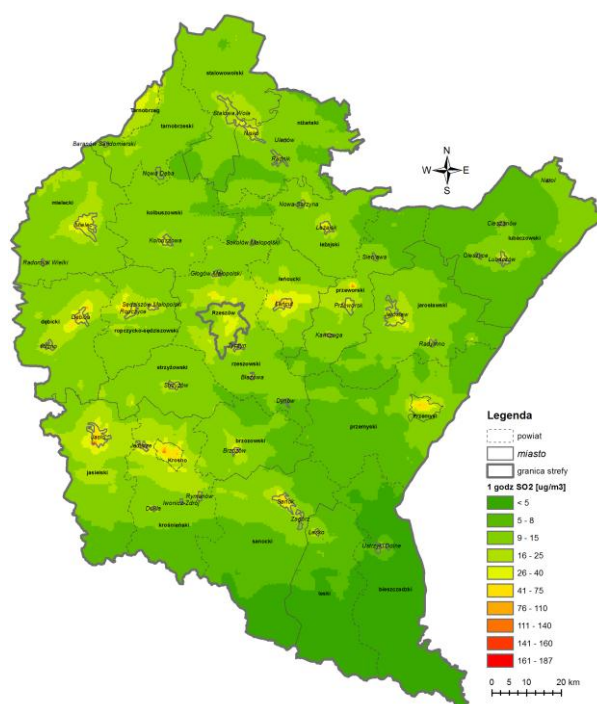 stalowowolski
Tarnobrzeg
Stalowa Wola
Nisko
niżański
tarnobrzeski
Ulanów
Baranów Sandomierski
Rudnik
N
W E
S
Nowa Dęba
Narol
mielecki
kolbuszowski
Nowa Sarzyna
Cieszanów
Mielec
Leżajsk
lubaczowski
Kolbuszowa
Sokołów Małopolski
leżajski
Sieniawa
Oleszyce
Lubaczów
Radomyśl Wielki
Głogów Małopolski
łańcucki
przeworski
dębicki
Sędziszów Małopolski
Ropczyce
Rzeszów
Łańcut
Przeworsk
jarosławski
Dębica
Jarosław
ropczycko-sędziszowski
Pilzno
Tyczyn
Kańczuga
Radymno
strzyżowski
rzeszowski
Strzyżów
Błażowa
Dynów
Przemyśl
przemyski
Jasło
Jedlicze
brzozowski
Krosno
Brzozów
jasielski
Rymanów
Iwonicz-Zdrój
Dukla
Sanok
Zagórz
krośnieński
sanocki
Lesko
Ustrzyki Dolne
leski
bieszczadzki
Legenda
powiat
miasto
granica strefy
1 godz SO2 [ug/m3]
< 5
5 - 8
9 - 15
16 - 25
26 - 40
41 - 75
76 - 110
111 - 140
141 - 160
161 - 187
0 5 10 20 km